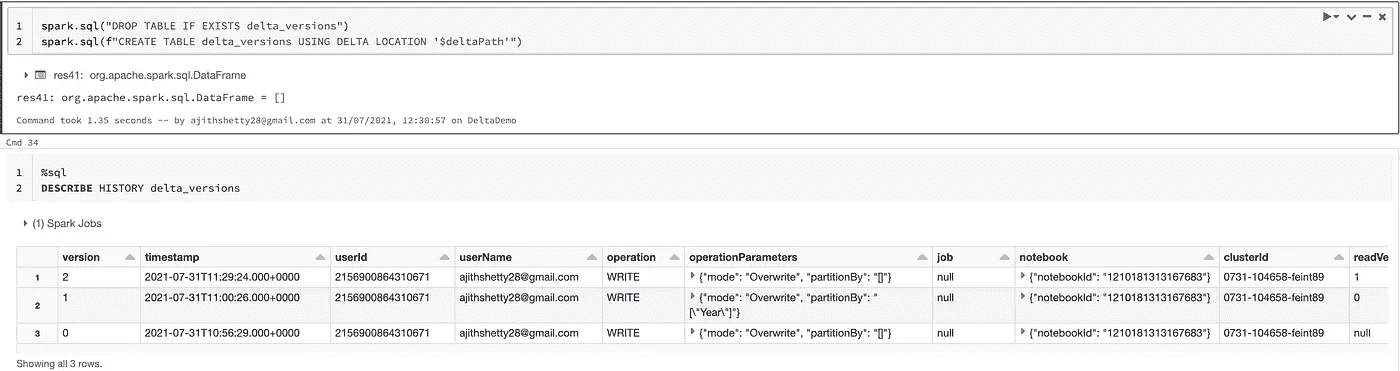 1 spark.sql("DROP TABLE IF EXISTS delta_versions")
2 spark.sql(f"CREATE TABLE delta_versions USING DELTA LOCATION '$deltaPath'")
res41: org.apache.spark.sql.DataFrame
res41: org.apache.spark.sql.DataFrame = []
Command took 1.35 seconds -- by ajithshetty28@gmail.com at 31/07/2021, 12:30:57 on DeltaDemo
Cmd 34
1 %sql
2 DESCRIBE HISTORY delta_versions
(1) Spark Jobs
version timestamp userId userName operation operationParameters job notebook clusterId readVe
1 2 2021-07-31T11:29:24.000+0000 2156900864310671 ajithshetty28@gmail.com WRITE {"mode": "Overwrite", "partitionBy": "[]"} null {"notebookId": "1210181313167683"} 0731-104658-feint89 1
2 1 2021-07-31T11:00:26.000+0000 2156900864310671 ajithshetty28@gmail.com WRITE {"mode": "Overwrite", "partitionBy": " null {"notebookId": "1210181313167683"} 0731-104658-feint89 0
[\"Year\"]"}
3 0 2021-07-31T10:56:29.000+0000 2156900864310671 ajithshetty28@gmail.com WRITE {"mode": "Overwrite", "partitionBy": "[]"} null {"notebookId": "1210181313167683"} 0731-104658-feint89 null
Showing all 3 rows.